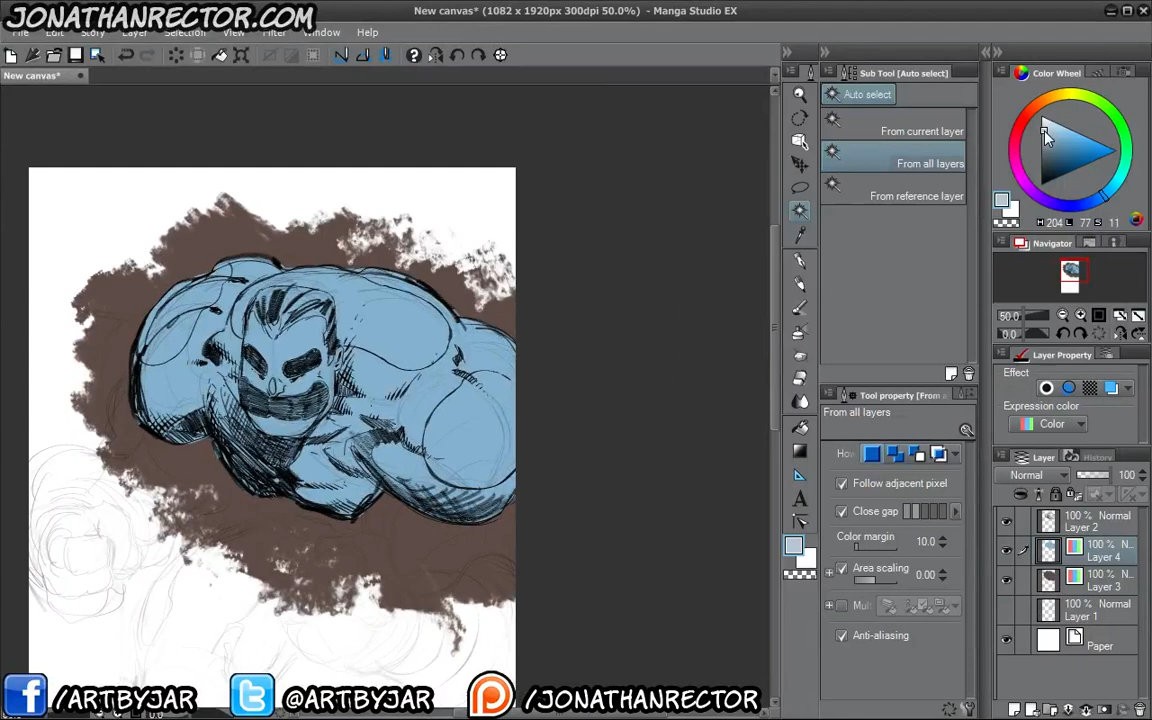 New canvas* (1082 x 1920px 300dpi 50.0%) - Manga Studio EX
JONATHANRECTOR.COM
File Edit Story Layer Selection View Filter Window Help
New canvas*
Sub Tool [Auto select]
Auto select
From current layer
From all layers
From reference layer
Color Wheel
H 204 L 77 S 11
Navigator
50.0
0.0
Layer Property
Effect
Expression color
Color
Tool property [From a
From all layers
How
Follow adjacent pixel
Close gap
Color margin 10.0
Area scaling 0.00
Mult
Anti-aliasing
Layer History
Normal 100
100 % Normal
Layer 2
100 % N...
Layer 4
100 % N...
Layer 3
100 % Normal
Layer 1
Paper
f /ARTBYJAR @ARTBYJAR /JONATHANRECTOR